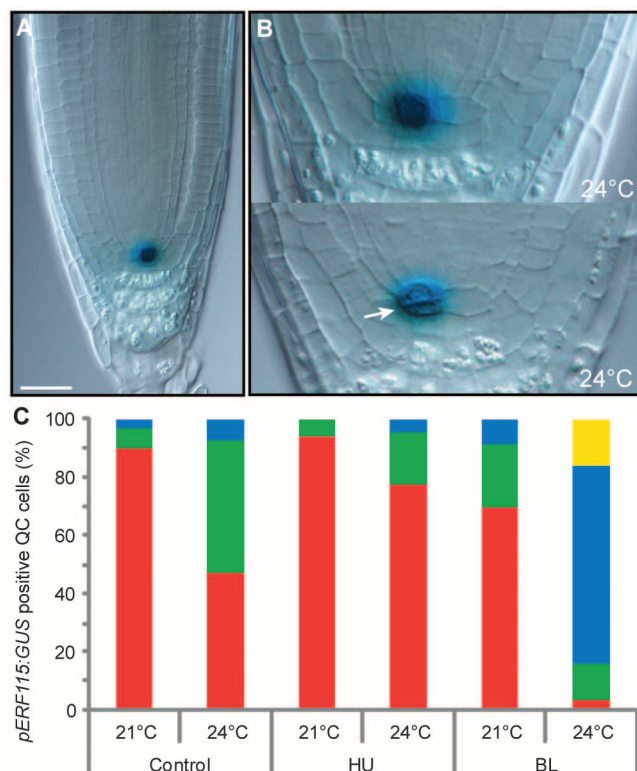 A
B
24°C
24°C
C
pERF115:GUS positive QC cells (%)
100
80
60
40
20
0
21°C 24°C 21°C 24°C 21°C 24°C
Control HU BL